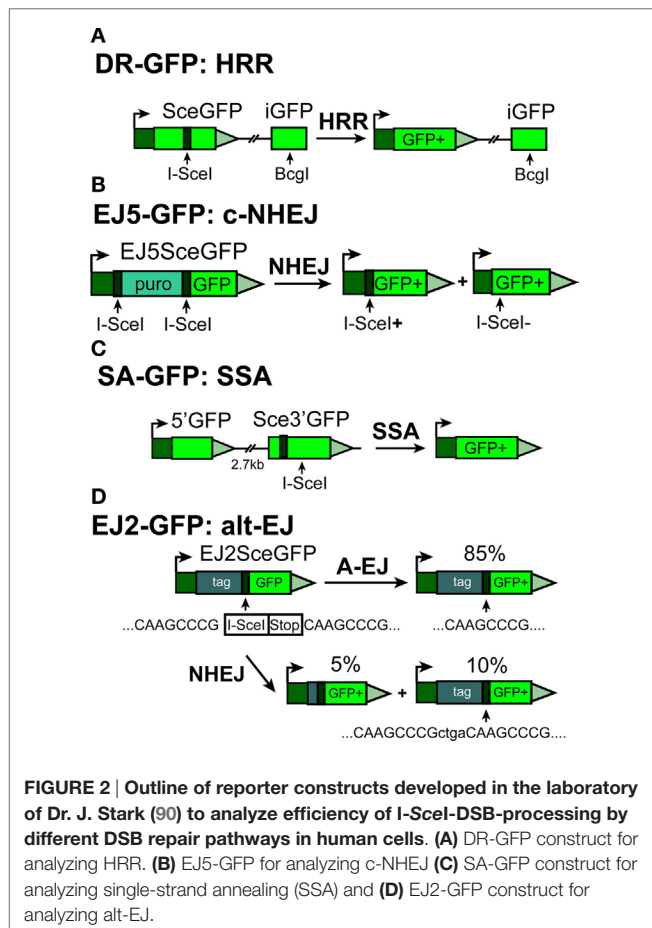 A
DR-GFP: HRR
SceGFP iGFP HRR iGFP
GFP+
I-SceI BcgI BcgI
B
EJ5-GFP: c-NHEJ
EJ5SceGFP
puro GFP NHEJ GFP+ + GFP+
I-SceI I-SceI I-SceI+ I-SceI-
C
SA-GFP: SSA
5'GFP Sce3'GFP SSA
GFP+
2.7kb
I-SceI
D
EJ2-GFP: alt-EJ
EJ2SceGFP A-EJ 85%
tag GFP tag GFP+
...CAAGCCCG I-SceI Stop CAAGCCCG... ...CAAGCCCG....
NHEJ 5% 10%
GFP+ + tag GFP+
...CAAGCCCGctgaCAAGCCCG....
FIGURE 2 | Outline of reporter constructs developed in the laboratory
of Dr. J. Stark (90) to analyze efficiency of I-SceI-DSB-processing by
different DSB repair pathways in human cells. (A) DR-GFP construct for
analyzing HRR. (B) EJ5-GFP for analyzing c-NHEJ (C) SA-GFP construct for
analyzing single-strand annealing (SSA) and (D) EJ2-GFP construct for
analyzing alt-EJ.